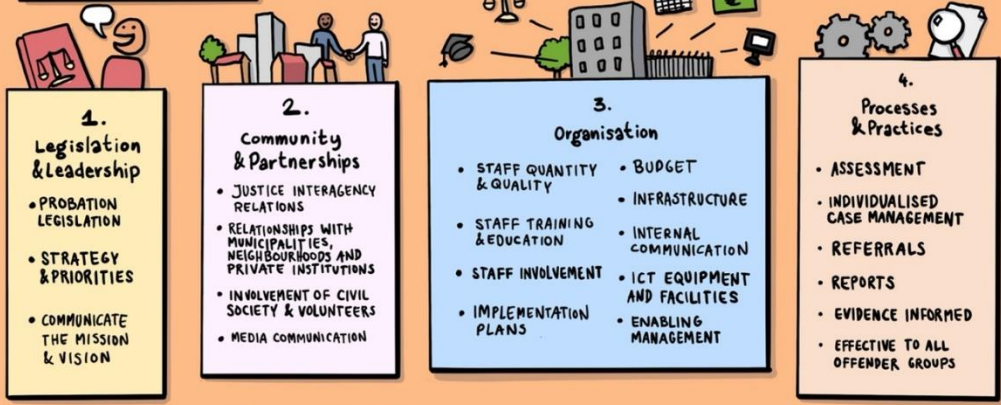 1.
Legislation
& Leadership
• PROBATION
LEGISLATION
• STRATEGY
& PRIORITIES
• COMMUNICATE
THE MISSION
& VISION
2.
Community
& Partnerships
• JUSTICE INTERAGENCY
RELATIONS
• RELATIONSHIPS WITH
MUNICIPALITIES,
NEIGHBOURHOODS AND
PRIVATE INSTITUTIONS
• INVOLVEMENT OF CIVIL
SOCIETY & VOLUNTEERS
• MEDIA COMMUNICATION
3.
Organisation
• STAFF QUANTITY
& QUALITY
• STAFF TRAINING
& EDUCATION
• STAFF INVOLVEMENT
• IMPLEMENTATION
PLANS
• BUDGET
• INFRASTRUCTURE
• INTERNAL
COMMUNICATION
• ICT EQUIPMENT
AND FACILITIES
• ENABLING
MANAGEMENT
4.
Processes
& Practices
• ASSESSMENT
• INDIVIDUALISED
CASE MANAGEMENT
• REFERRALS
• REPORTS
• EVIDENCE INFORMED
• EFFECTIVE TO ALL
OFFENDER GROUPS